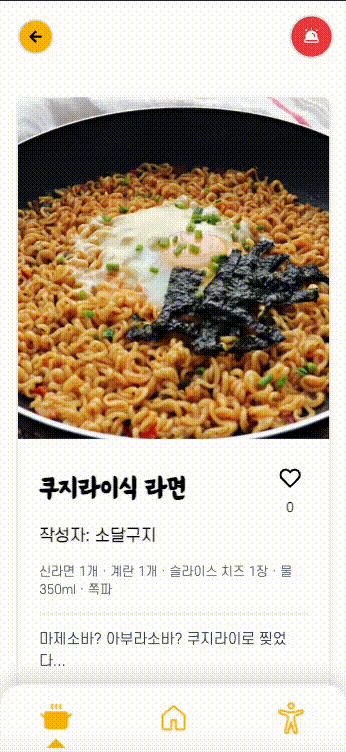 쿠지라이식 라면
0
작성자: 소달구지
신라면 1개 · 계란 1개 · 슬라이스 치즈 1장 · 물
350ml · 쪽파
마제소바? 아부라소바? 쿠지라이로 찢었
다...